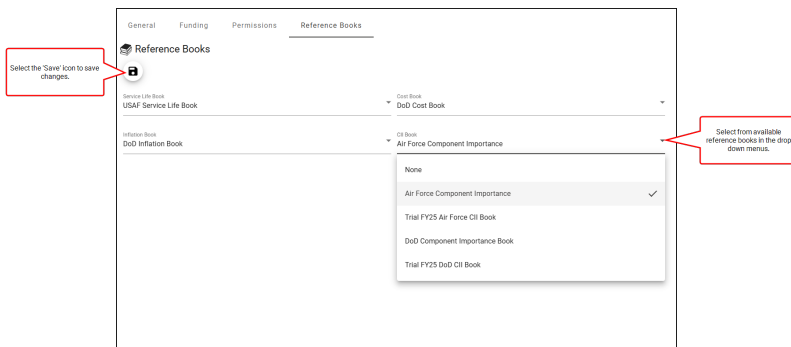 General Funding Permissions Reference Books
Reference Books
Select the 'Save' icon to save
changes.
Service Life Book
USAF Service Life Book
Cost Book
DoD Cost Book
Inflation Book
DoD Inflation Book
CII Book
Air Force Component Importance
Select from available
reference books in the drop
down menus.
None
Air Force Component Importance
Trial FY25 Air Force CII Book
DoD Component Importance Book
Trial FY25 DoD CII Book